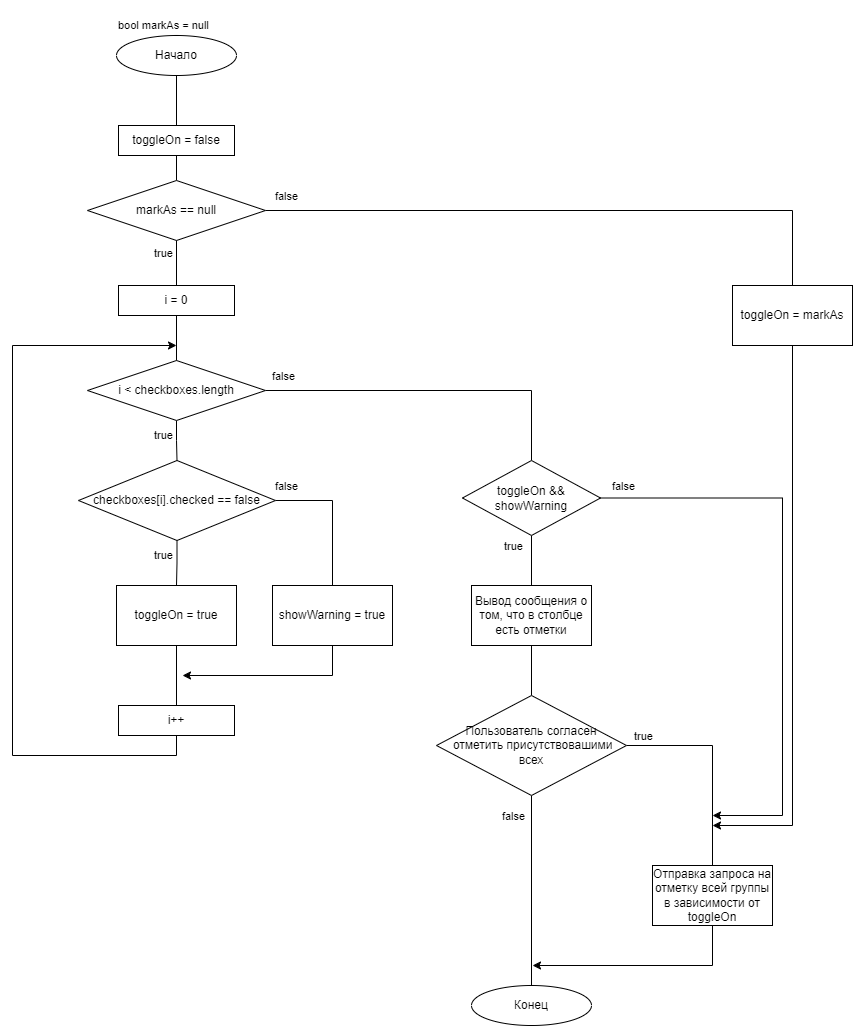 bool markAs = null
Начало
toggleOn = false
markAs == null
false
true
i = 0
toggleOn = markAs
i < checkboxes.length
false
true
checkboxes[i].checked == false
false
true
toggleOn = true
showWarning = true
i++
toggleOn &&
showWarning
false
true
Вывод сообщения о
том, что в столбце
есть отметки
Пользователь согласен
отметить присутствовашими
всех
true
false
Отправка запроса на
отметку всей группы
в зависимости от
toggleOn
Конец